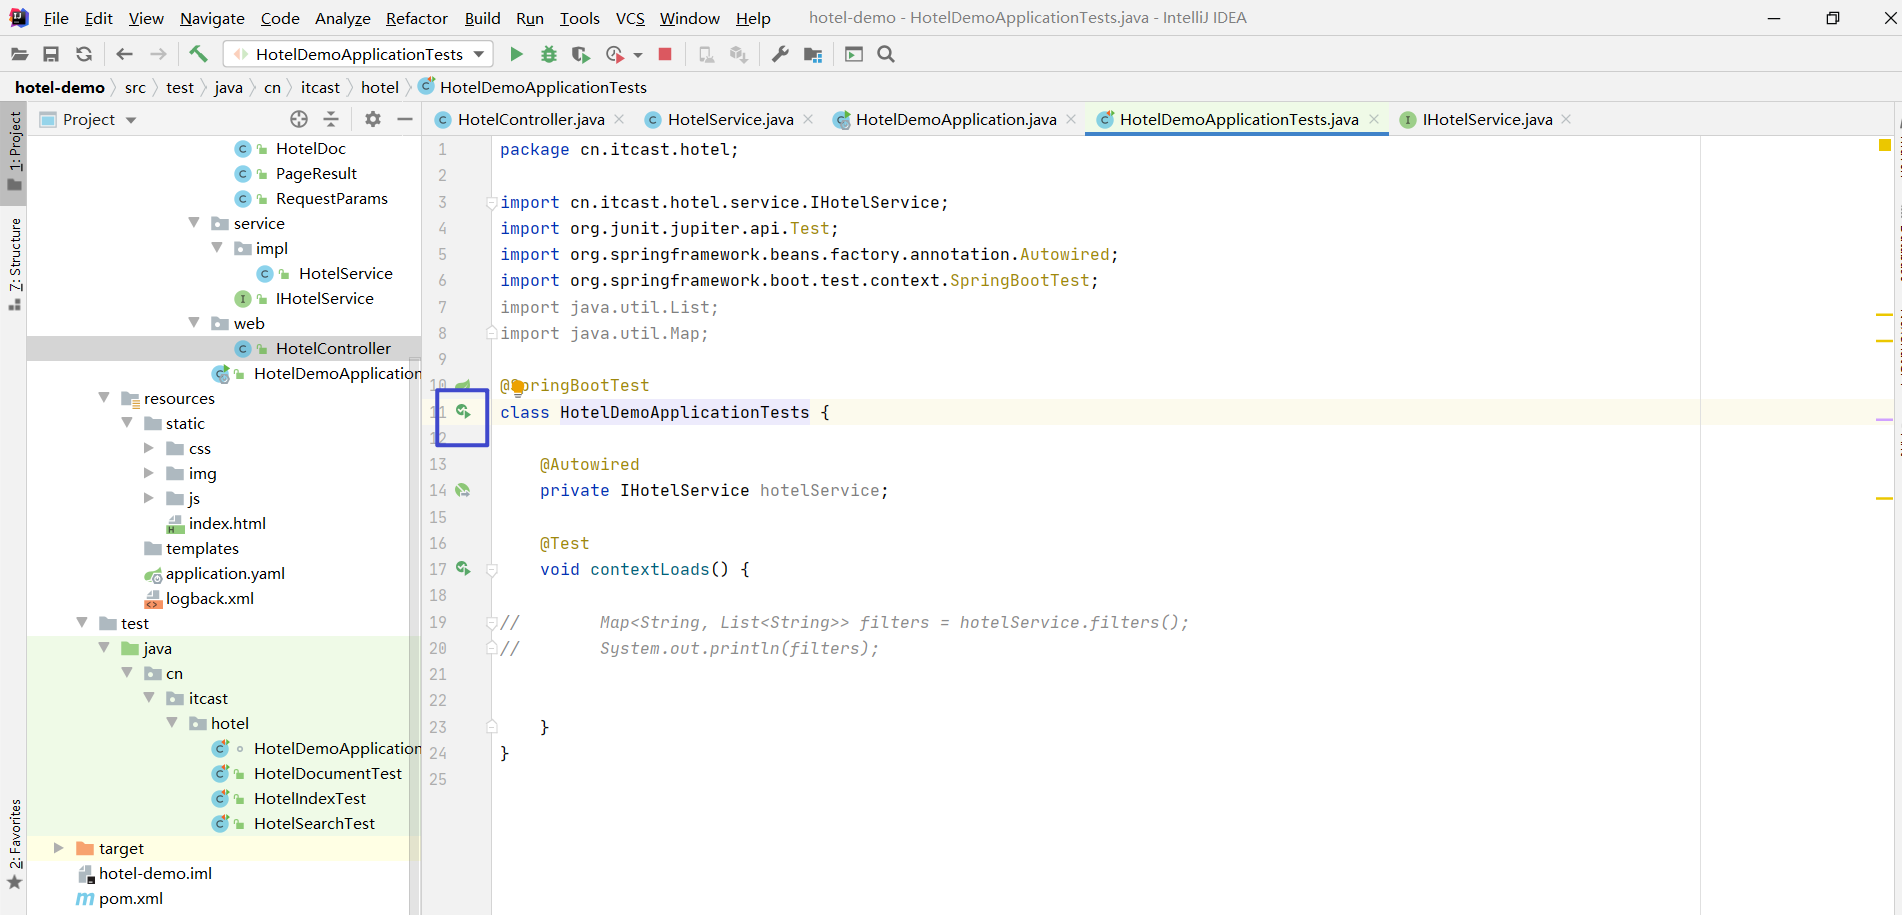 File Edit View Navigate Code Analyze Refactor Build Run Tools VCS Window Help hotel-demo - HotelDemoApplicationTests.java - IntelliJ IDEA
HotelDemoApplicationTests
hotel-demo src test java cn itcast hotel HotelDemoApplicationTests
1: Project
7: Structure
2: Favorites
Project
HotelDoc
PageResult
RequestParams
service
impl
HotelService
IHotelService
web
HotelController
HotelDemoApplication
resources
static
css
img
js
index.html
templates
application.yaml
logback.xml
test
java
cn
itcast
hotel
HotelDemoApplication
HotelDocumentTest
HotelIndexTest
HotelSearchTest
target
hotel-demo.iml
pom.xml
HotelController.java HotelService.java HotelDemoApplication.java HotelDemoApplicationTests.java IHotelService.java
1 package cn.itcast.hotel;
2
3 import cn.itcast.hotel.service.IHotelService;
4 import org.junit.jupiter.api.Test;
5 import org.springframework.beans.factory.annotation.Autowired;
6 import org.springframework.boot.test.context.SpringBootTest;
7 import java.util.List;
8 import java.util.Map;
9
10 @SpringBootTest
11 class HotelDemoApplicationTests {
12
13 @Autowired
14 private IHotelService hotelService;
15
16 @Test
17 void contextLoads() {
18
19 // Map<String, List<String>> filters = hotelService.filters();
20 // System.out.println(filters);
21
22
23 }
24 }
25